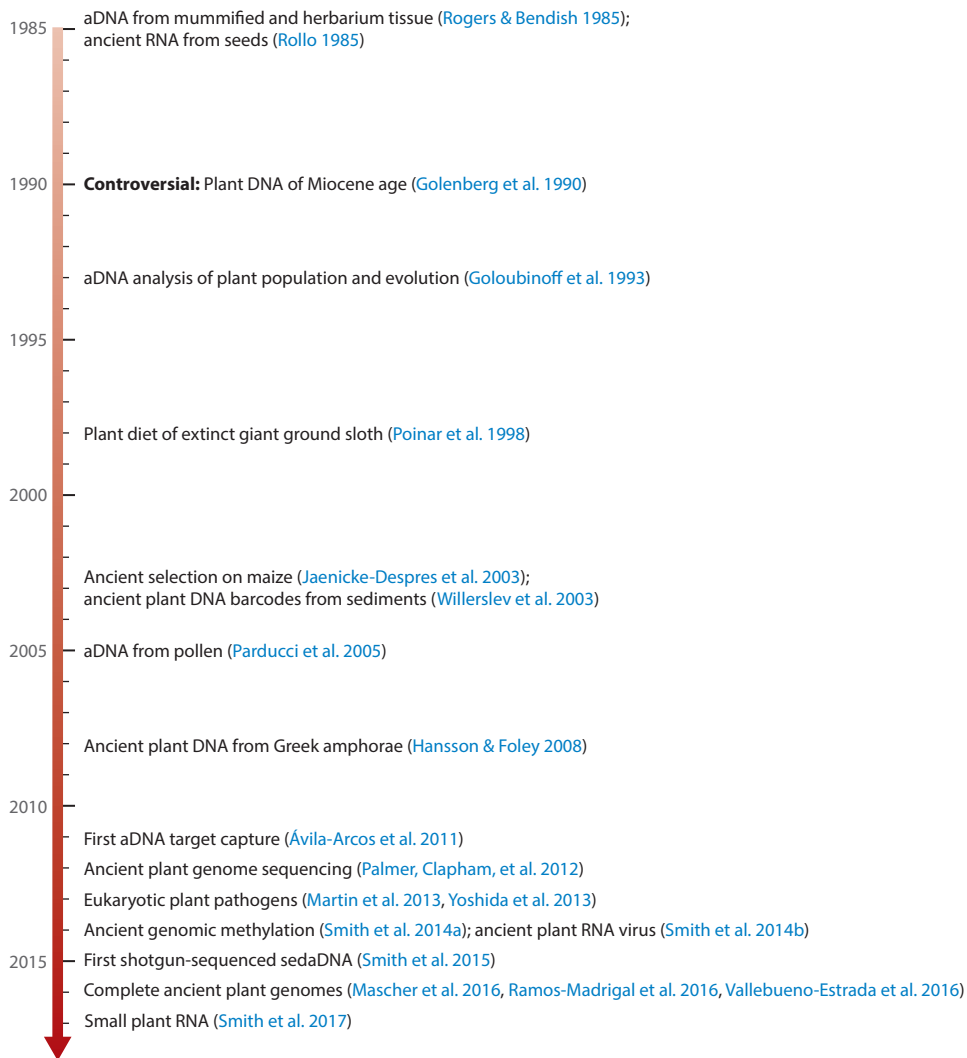 1985
aDNA from mummified and herbarium tissue (Rogers & Bendish 1985);
ancient RNA from seeds (Rollo 1985)
1990
Controversial: Plant DNA of Miocene age (Golenberg et al. 1990)
aDNA analysis of plant population and evolution (Goloubinoff et al. 1993)
1995
Plant diet of extinct giant ground sloth (Poinar et al. 1998)
2000
Ancient selection on maize (Jaenicke-Despres et al. 2003);
ancient plant DNA barcodes from sediments (Willerslev et al. 2003)
2005
aDNA from pollen (Parducci et al. 2005)
Ancient plant DNA from Greek amphorae (Hansson & Foley 2008)
2010
First aDNA target capture (Ávila-Arcos et al. 2011)
Ancient plant genome sequencing (Palmer, Clapham, et al. 2012)
Eukaryotic plant pathogens (Martin et al. 2013, Yoshida et al. 2013)
Ancient genomic methylation (Smith et al. 2014a); ancient plant RNA virus (Smith et al. 2014b)
2015
First shotgun-sequenced sedaDNA (Smith et al. 2015)
Complete ancient plant genomes (Mascher et al. 2016, Ramos-Madrigal et al. 2016, Vallebueno-Estrada et al. 2016)
Small plant RNA (Smith et al. 2017)